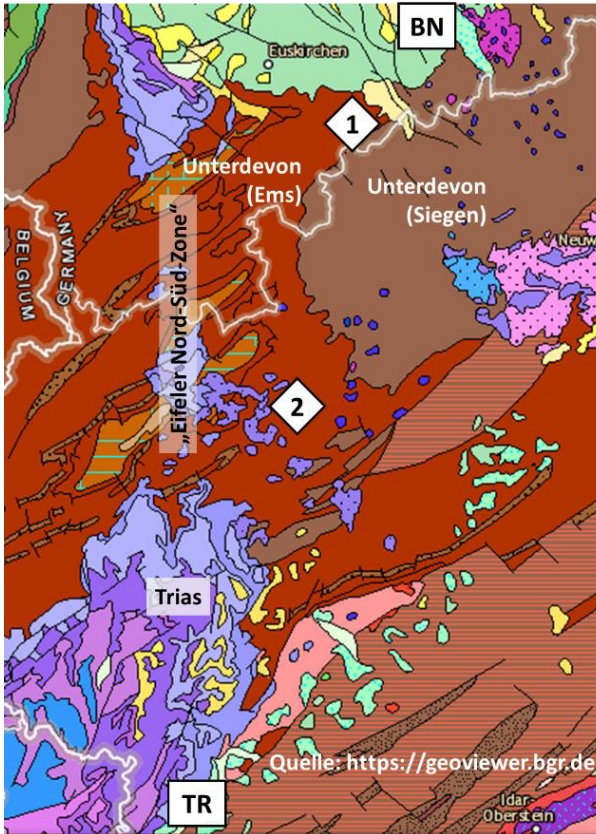 BN
Euskirchen
1
Unterdevon
(Ems)
Unterdevon
(Siegen)
BELGIUM
GERMANY
Neuw
„Eifeler Nord-Süd-Zone“
2
Trias
Quelle: https://geoviewer.bgr.de
TR
Idar-
Oberstein